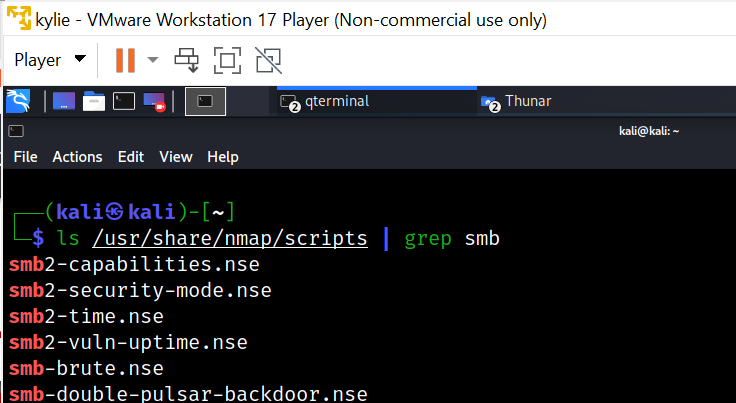 kylie - VMware Workstation 17 Player (Non-commercial use only)
Player
2 qterminal
2 Thunar
kali@kali: ~
File Actions Edit View Help
┌──(kali㉿kali)-[~]
└─$ ls /usr/share/nmap/scripts | grep smb
smb2-capabilities.nse
smb2-security-mode.nse
smb2-time.nse
smb2-vuln-uptime.nse
smb-brute.nse
smb-double-pulsar-backdoor.nse